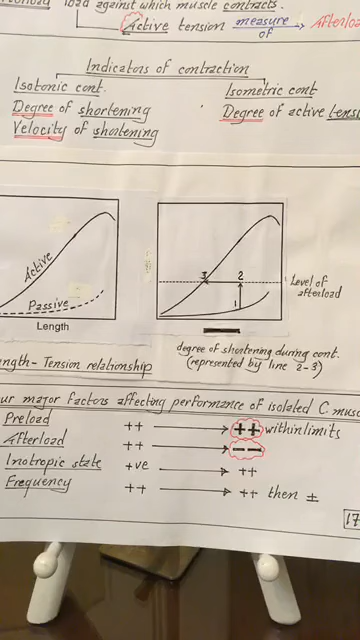 load against which muscle contracts.
Active tension measure of → Afterload
Indicators of contraction
Isotonic cont.
Isometric cont
Degree of shortening
Degree of active
Velocity of shortening
Active
Passive
Length
3 2
1
Level of afterload
Length-Tension relationship
degree of shortening during cont.
(represented by line 2-3)
major factors affecting performance of isolated C
Preload ++ → ++ within limits
Afterload ++ → --
Inotropic state +ve → ++
Frequency ++ → ++ then ±
17